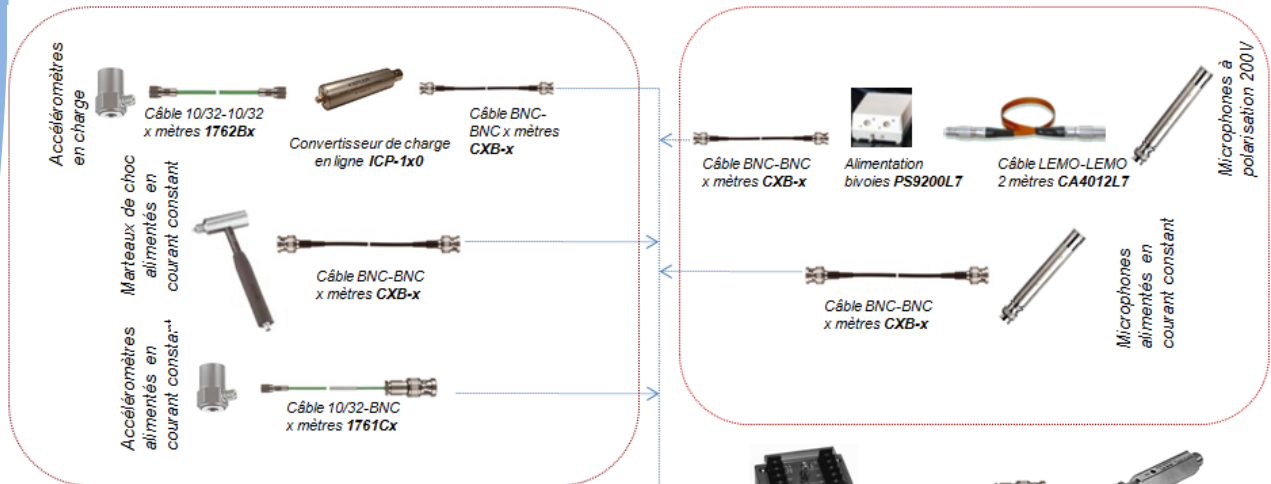 Accéléromètres
en charge
Câble 10/32-10/32
x mètres 1762Bx
Convertisseur de charge
en ligne ICP-1x0
Câble BNC-
BNC x mètres
CXB-x
Marteaux de choc
alimentés en
courant constant
Câble BNC-BNC
x mètres CXB-x
Accéléromètres
alimentés en
courant constant
Câble 10/32-BNC
x mètres 1761Cx
Câble BNC-BNC
x mètres CXB-x
Alimentation
bivoies PS9200L7
Câble LEMO-LEMO
2 mètres CA4012L7
Microphones à
polarisation 200V
Câble BNC-BNC
x mètres CXB-x
Microphones
alimentés en
courant constant